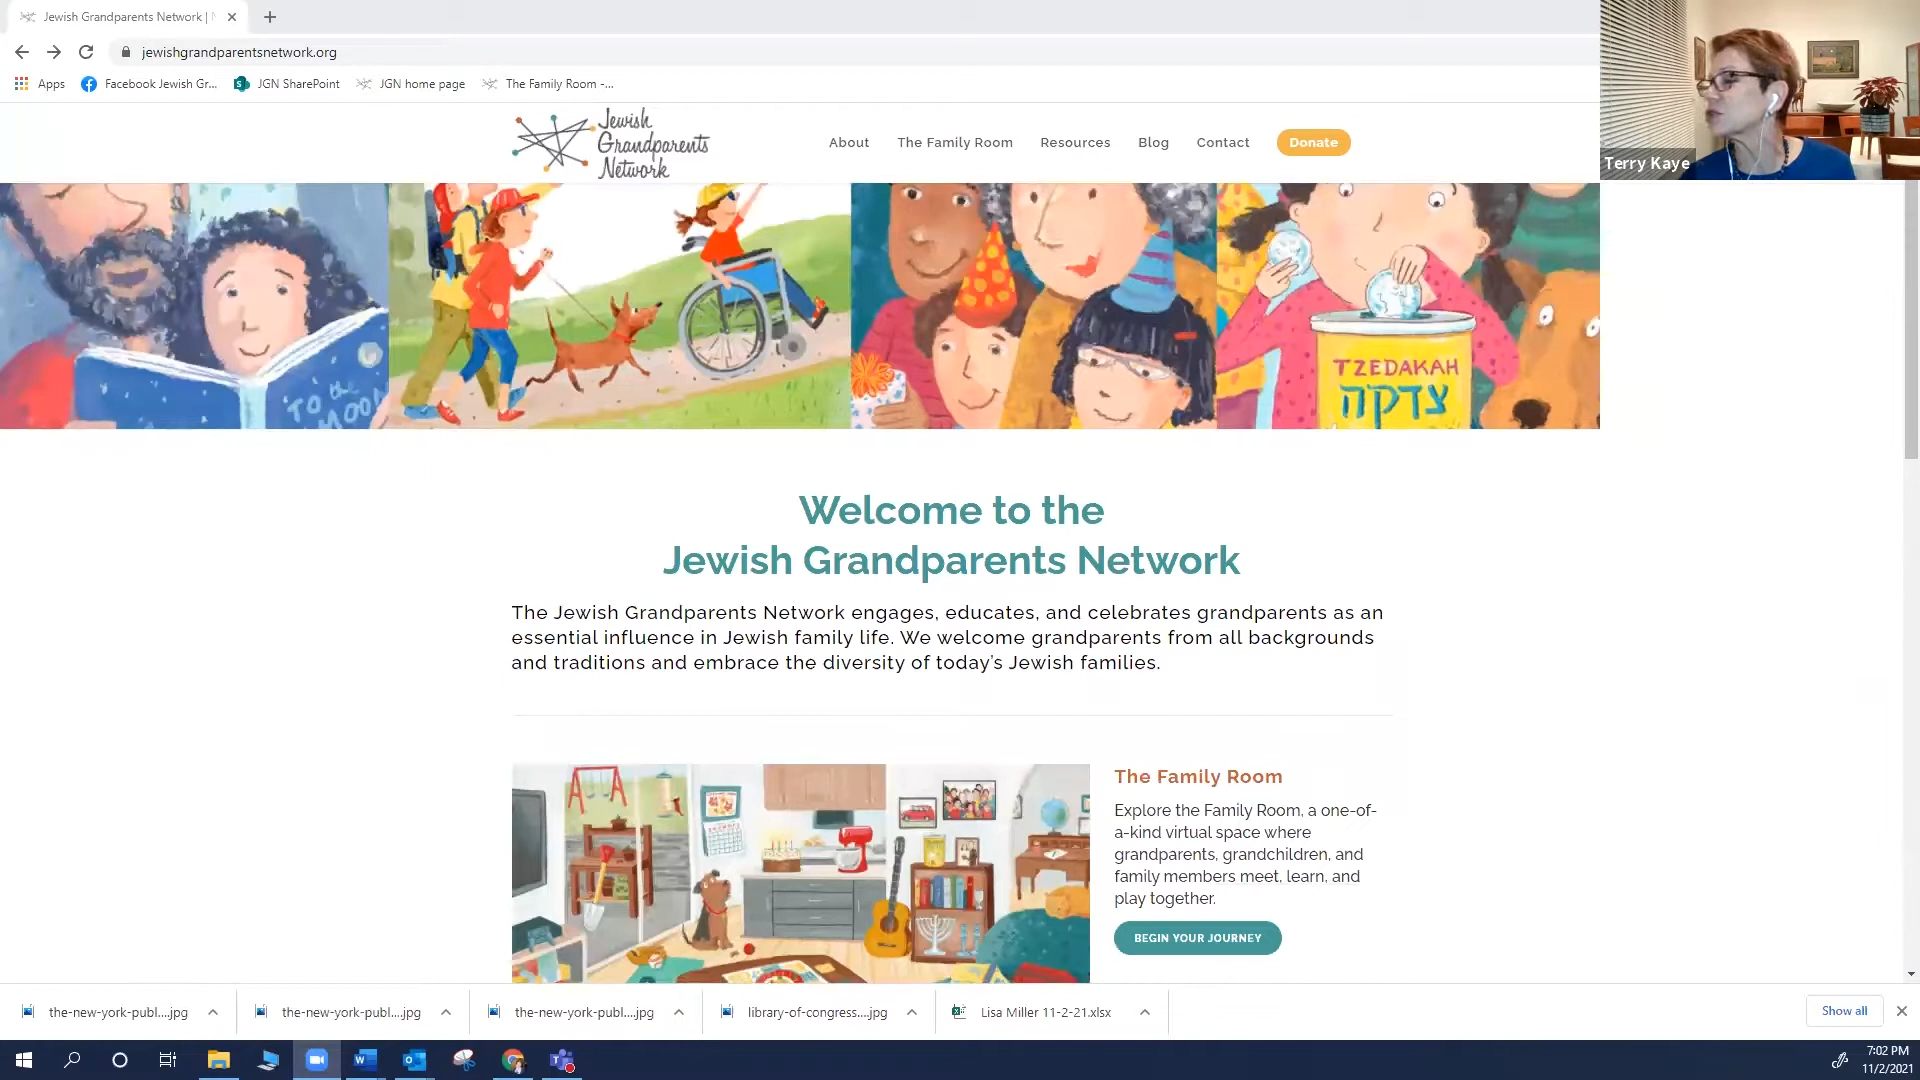 Jewish Grandparents Network |
jewishgrandparentsnetwork.org
Apps
Facebook Jewish Gr...
JGN SharePoint
JGN home page
The Family Room -...
Jewish
Grandparents
Network
About
The Family Room
Resources
Blog
Contact
Donate
Terry Kaye
TO the
MOON
TZEDAKAH
צדקה
Welcome to the
Jewish Grandparents Network
The Jewish Grandparents Network engages, educates, and celebrates grandparents as an
essential influence in Jewish family life. We welcome grandparents from all backgrounds
and traditions and embrace the diversity of today's Jewish families.
The Family Room
Explore the Family Room, a one-of-
a-kind virtual space where
grandparents, grandchildren, and
family members meet, learn, and
play together.
BEGIN YOUR JOURNEY
the-new-york-publ....jpg
the-new-york-publ....jpg
the-new-york-publ....jpg
library-of-congress....jpg
Lisa Miller 11-2-21.xlsx
Show all
7:02 PM
11/2/2021